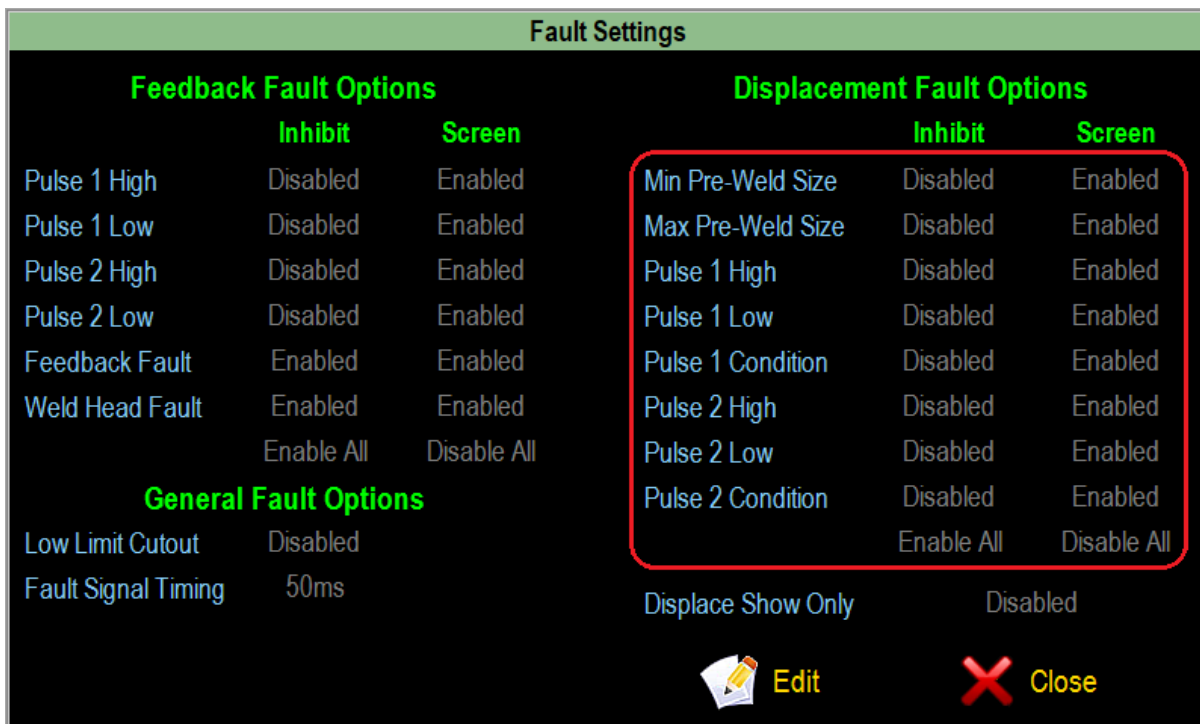 Fault Settings
Feedback Fault Options
Inhibit Screen
Pulse 1 High Disabled Enabled
Pulse 1 Low Disabled Enabled
Pulse 2 High Disabled Enabled
Pulse 2 Low Disabled Enabled
Feedback Fault Enabled Enabled
Weld Head Fault Enabled Enabled
Enable All Disable All
General Fault Options
Low Limit Cutout Disabled
Fault Signal Timing 50ms
Displacement Fault Options
Inhibit Screen
Min Pre-Weld Size Disabled Enabled
Max Pre-Weld Size Disabled Enabled
Pulse 1 High Disabled Enabled
Pulse 1 Low Disabled Enabled
Pulse 1 Condition Disabled Enabled
Pulse 2 High Disabled Enabled
Pulse 2 Low Disabled Enabled
Pulse 2 Condition Disabled Enabled
Enable All Disable All
Displace Show Only Disabled
Edit Close